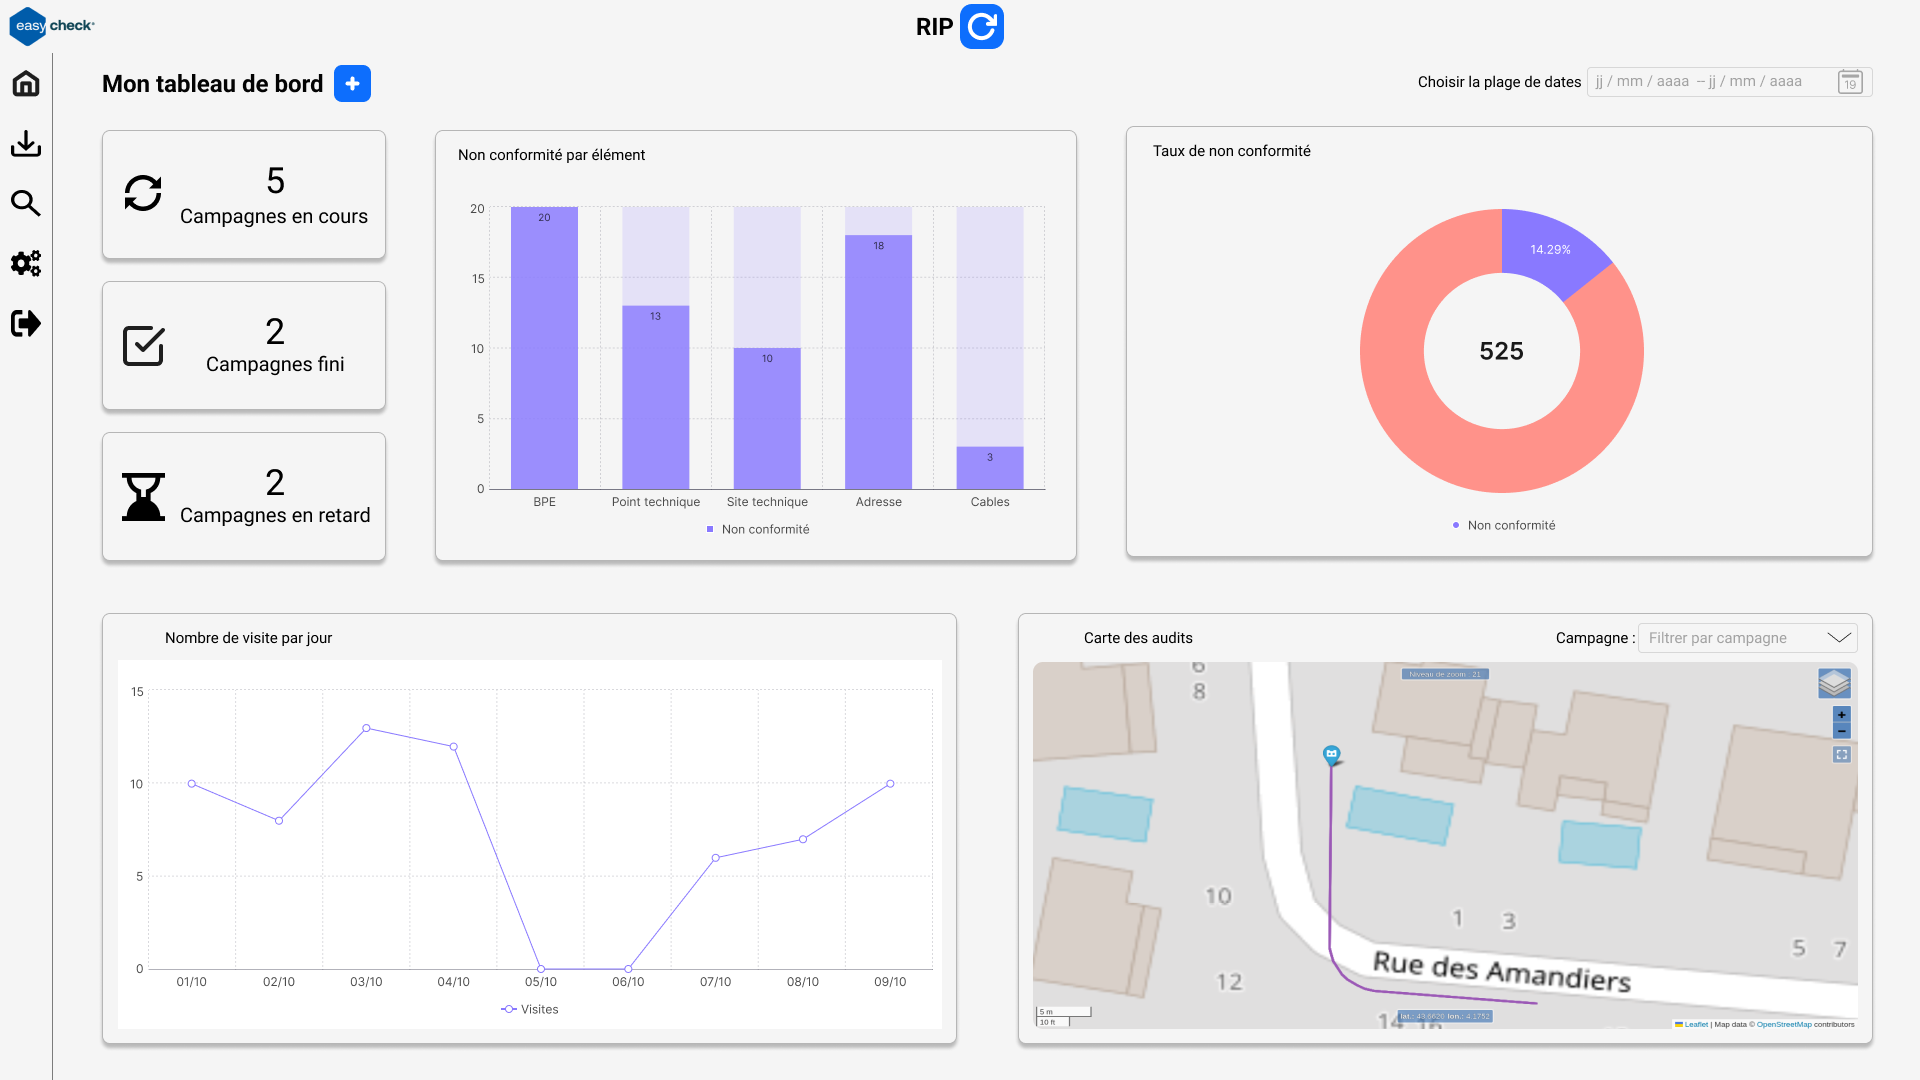 easy check
RIP
Mon tableau de bord
Choisir la plage de dates
jj / mm / aaaa -- jj / mm / aaaa
19
5
Campagnes en cours
2
Campagnes fini
2
Campagnes en retard
Non conformité par élément
20
15
10
5
0
20
13
10
18
3
BPE
Point technique
Site technique
Adresse
Cables
Non conformité
Taux de non conformité
14.29%
525
Non conformité
Nombre de visite par jour
15
10
5
0
01/10
02/10
03/10
04/10
05/10
06/10
07/10
08/10
09/10
Visites
Carte des audits
Campagne :
Filtrer par campagne
Niveau de zoom : 21
6
8
+
−
10
12
1
3
5
7
Rue des Amandiers
14
16
5 m
10 ft
Leaflet | Map data © OpenStreetMap contributors